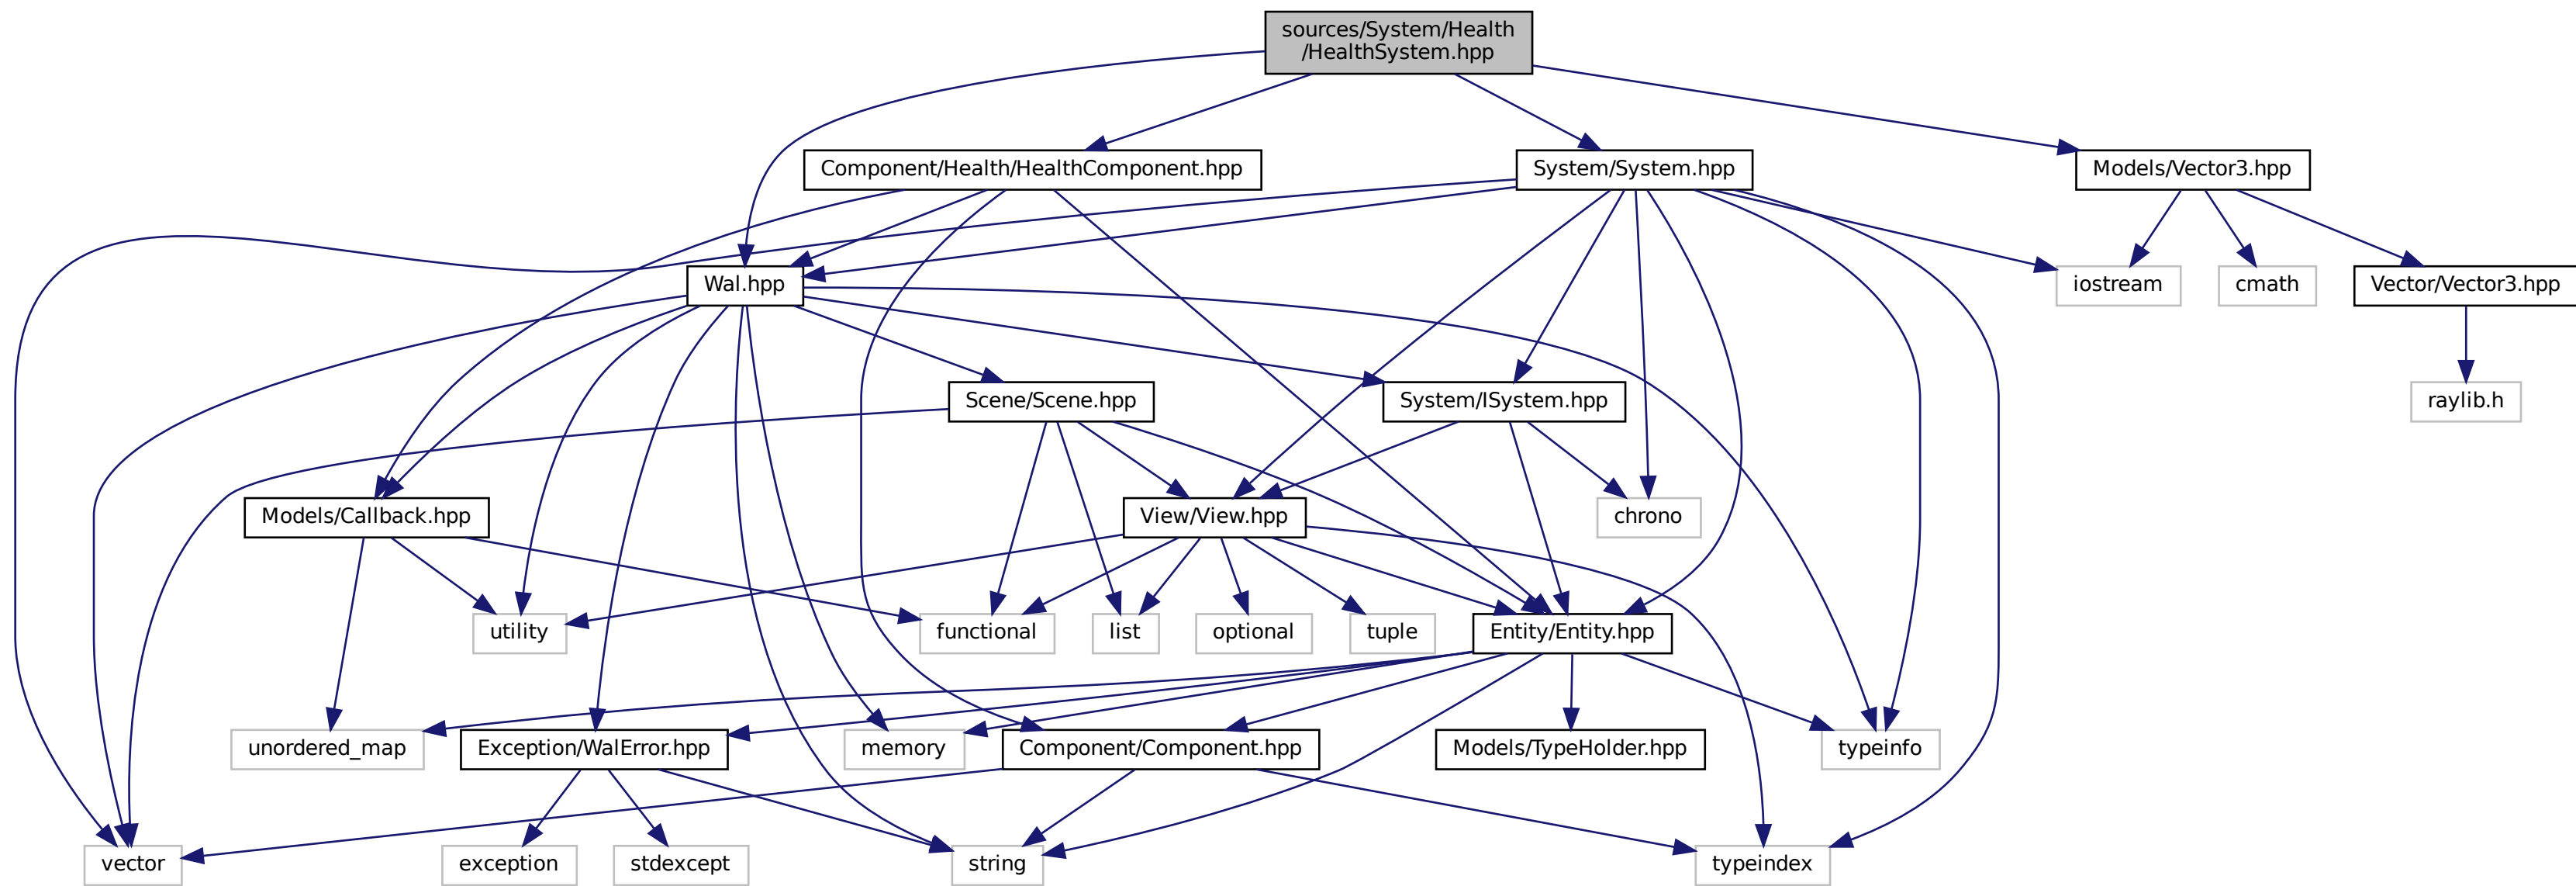 sources/System/Health
/HealthSystem.hpp
Component/Health/HealthComponent.hpp
System/System.hpp
Models/Vector3.hpp
Wal.hpp
iostream
cmath
Vector/Vector3.hpp
Scene/Scene.hpp
System/ISystem.hpp
raylib.h
Models/Callback.hpp
View/View.hpp
chrono
utility
functional
list
optional
tuple
Entity/Entity.hpp
unordered_map
Exception/WalError.hpp
memory
Component/Component.hpp
Models/TypeHolder.hpp
typeinfo
vector
exception
stdexcept
string
typeindex